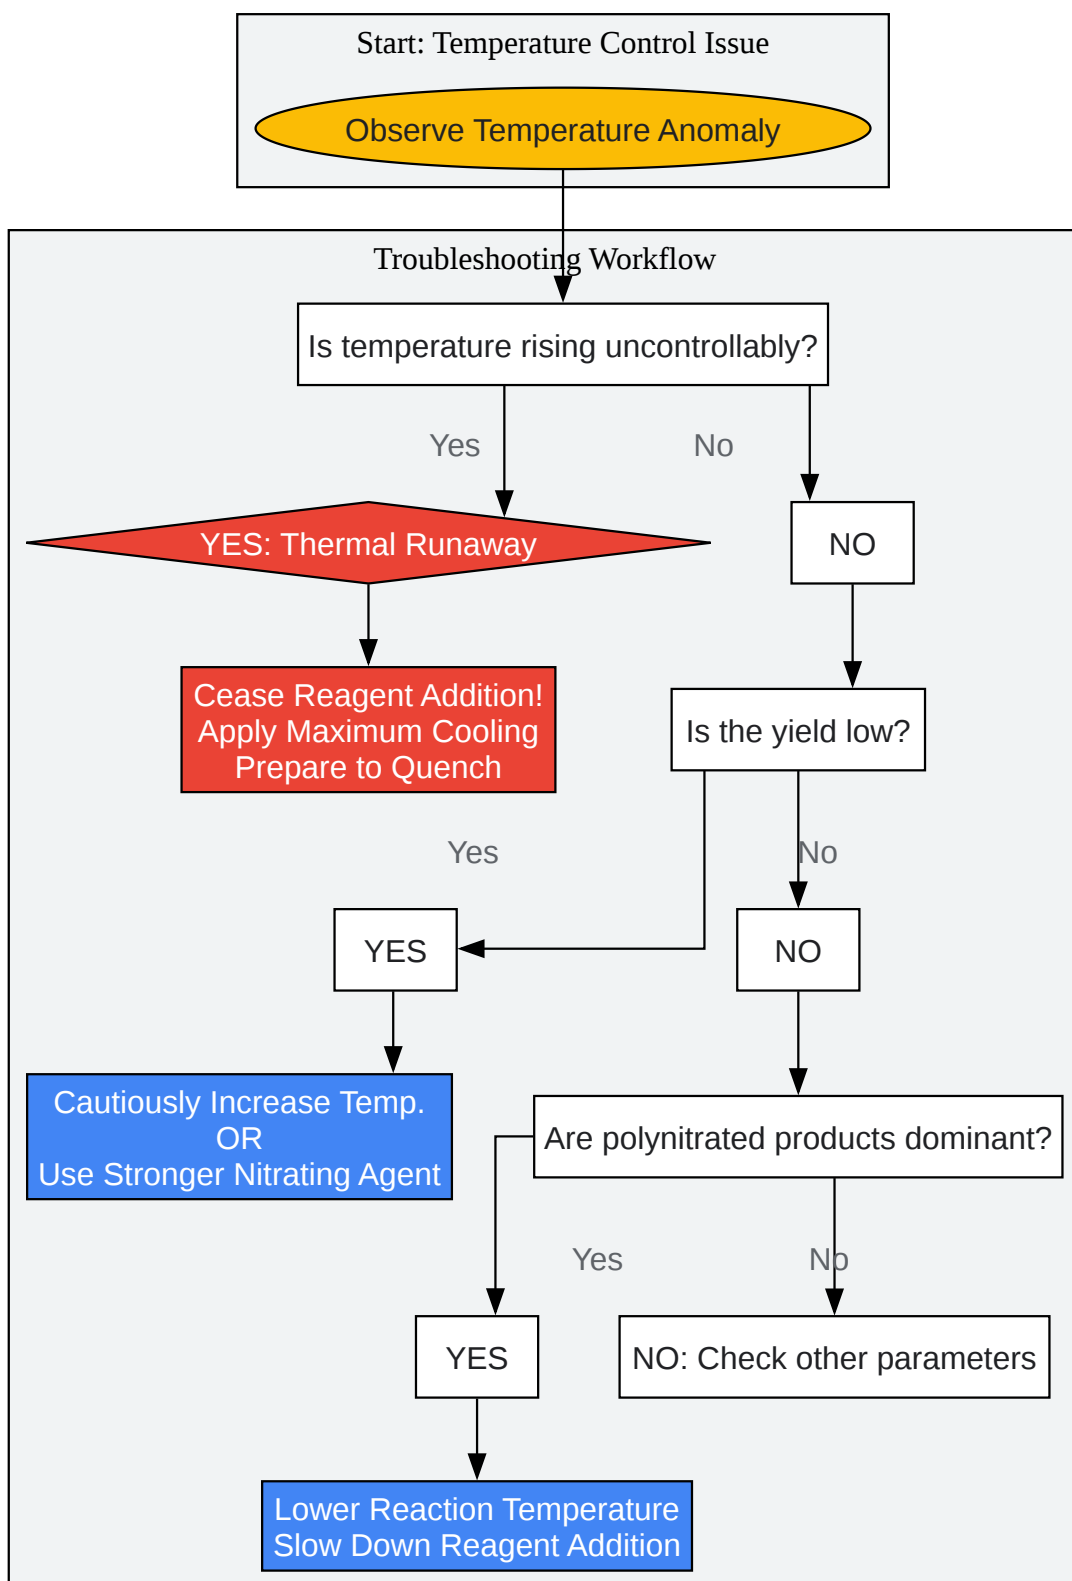 Start: Temperature Control Issue
Observe Temperature Anomaly
Troubleshooting Workflow
Is temperature rising uncontrollably?
Yes
No
YES: Thermal Runaway
NO
Cease Reagent Addition!
Apply Maximum Cooling
Prepare to Quench
Is the yield low?
Yes
No
YES
NO
Cautiously Increase Temp.
OR
Use Stronger Nitrating Agent
Are polynitrated products dominant?
Yes
No
YES
NO: Check other parameters
Lower Reaction Temperature
Slow Down Reagent Addition